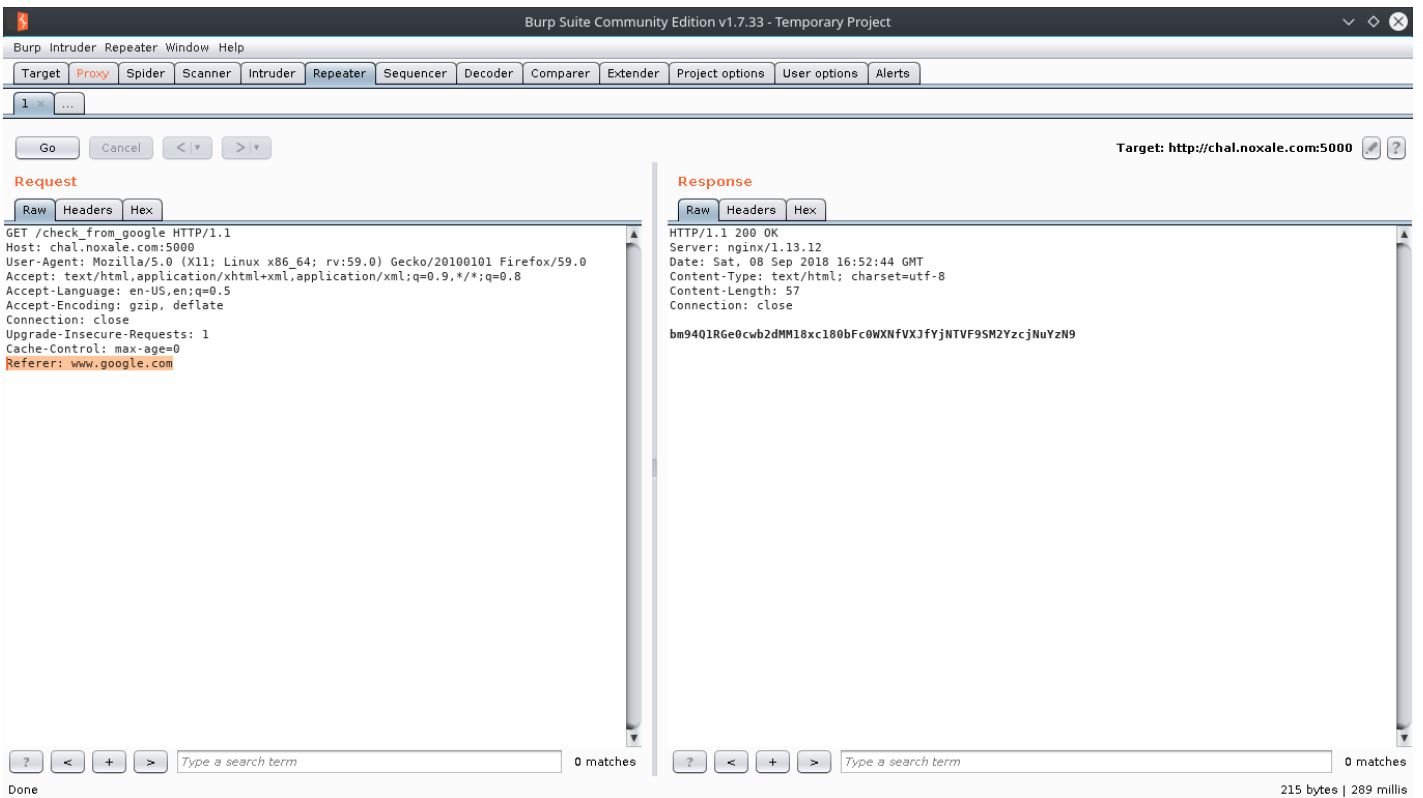 Burp Suite Community Edition v1.7.33 - Temporary Project
Burp Intruder Repeater Window Help
Target Proxy Spider Scanner Intruder Repeater Sequencer Decoder Comparer Extender Project options User options Alerts
1 × ...
Go Cancel < > Target: http://chal.noxale.com:5000 ?
Request
Raw Headers Hex
GET /check_from_google HTTP/1.1
Host: chal.noxale.com:5000
User-Agent: Mozilla/5.0 (X11; Linux x86_64; rv:59.0) Gecko/20100101 Firefox/59.0
Accept: text/html,application/xhtml+xml,application/xml;q=0.9,*/*;q=0.8
Accept-Language: en-US,en;q=0.5
Accept-Encoding: gzip, deflate
Connection: close
Upgrade-Insecure-Requests: 1
Cache-Control: max-age=0
Referer: www.google.com
? < + > Type a search term 0 matches
Response
Raw Headers Hex
HTTP/1.1 200 OK
Server: nginx/1.13.12
Date: Sat, 08 Sep 2018 16:52:44 GMT
Content-Type: text/html; charset=utf-8
Content-Length: 57
Connection: close
bm94Q1RGe0cwb2dMM18xc180bFc0WXNfVXJfYjNTVF9SM2YzcjNuYzN9
? < + > Type a search term 0 matches
Done 215 bytes | 289 millis